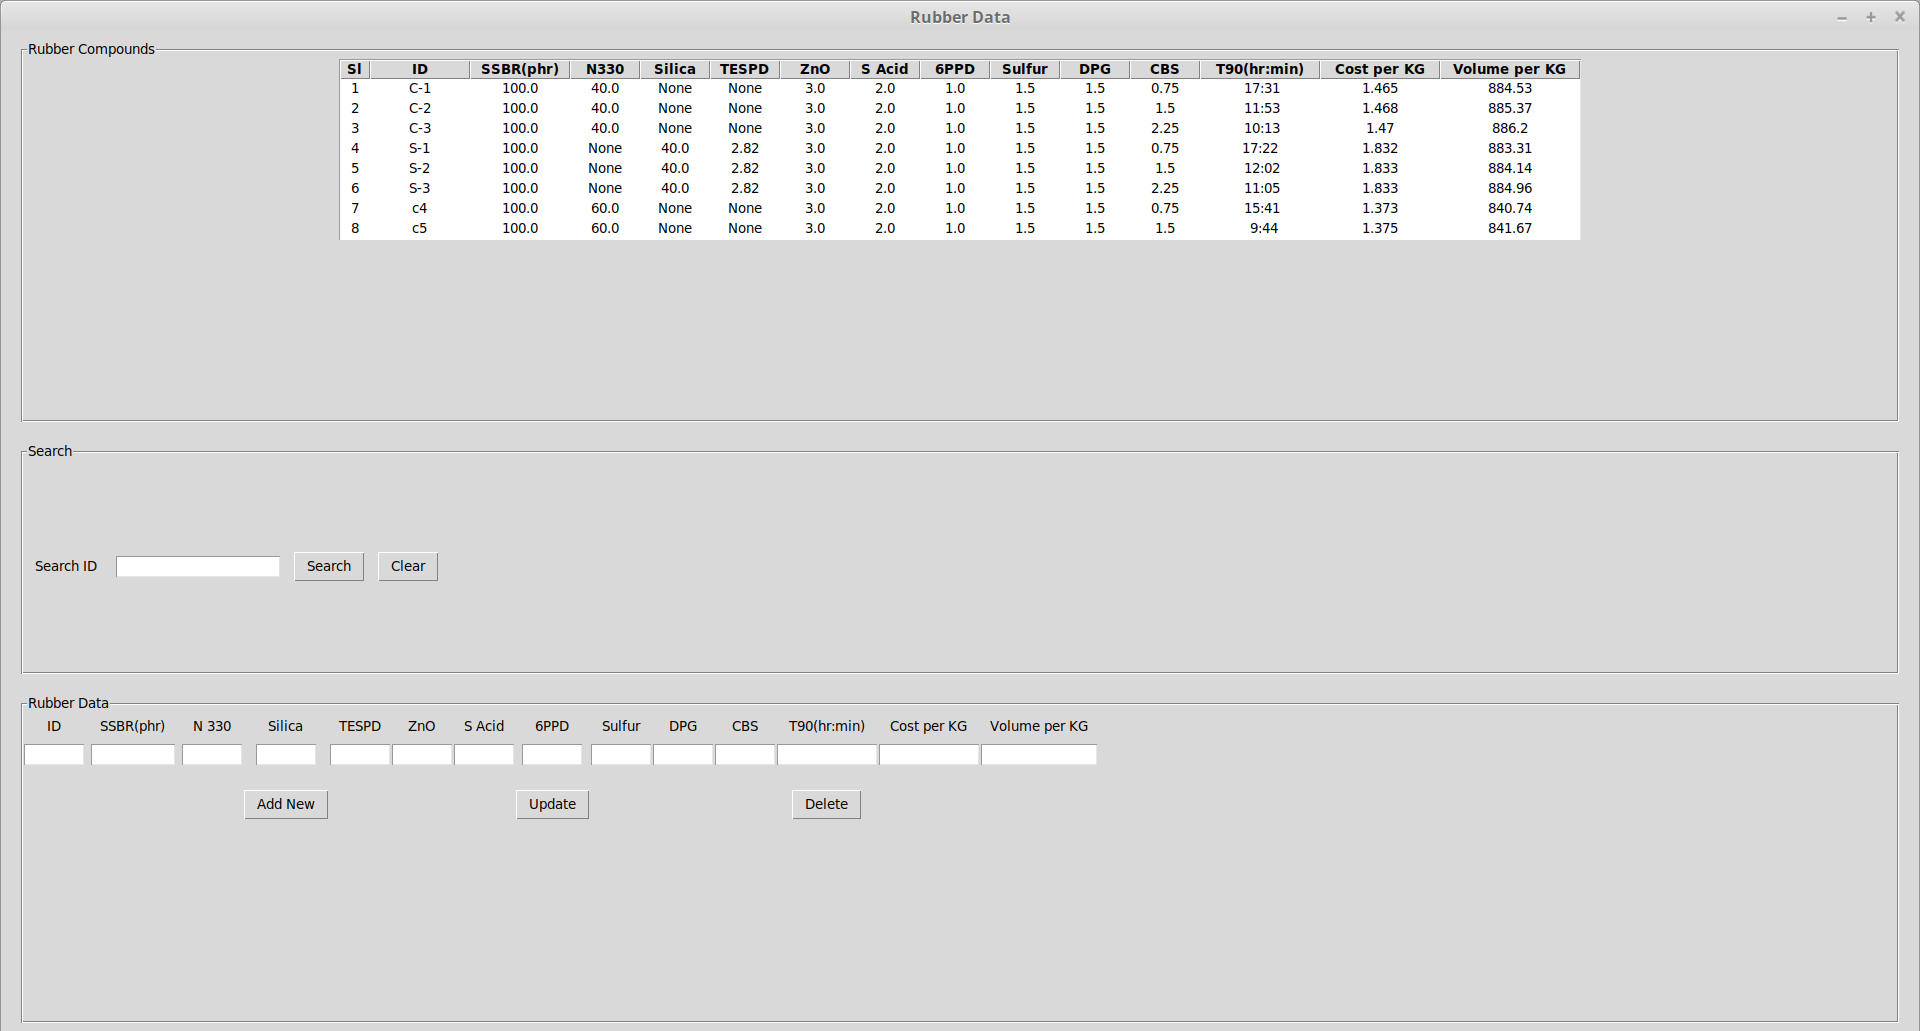 Rubber Data
Rubber Compounds
Sl ID SSBR(phr) N330 Silica TESPD ZnO S Acid 6PPD Sulfur DPG CBS T90(hr:min) Cost per KG Volume per KG
1 C-1 100.0 40.0 None None 3.0 2.0 1.0 1.5 1.5 0.75 17:31 1.465 884.53
2 C-2 100.0 40.0 None None 3.0 2.0 1.0 1.5 1.5 1.5 11:53 1.468 885.37
3 C-3 100.0 40.0 None None 3.0 2.0 1.0 1.5 1.5 2.25 10:13 1.47 886.2
4 S-1 100.0 None 40.0 2.82 3.0 2.0 1.0 1.5 1.5 0.75 17:22 1.832 883.31
5 S-2 100.0 None 40.0 2.82 3.0 2.0 1.0 1.5 1.5 1.5 12:02 1.833 884.14
6 S-3 100.0 None 40.0 2.82 3.0 2.0 1.0 1.5 1.5 2.25 11:05 1.833 884.96
7 c4 100.0 60.0 None None 3.0 2.0 1.0 1.5 1.5 0.75 15:41 1.373 840.74
8 c5 100.0 60.0 None None 3.0 2.0 1.0 1.5 1.5 1.5 9:44 1.375 841.67
Search
Search ID Search Clear
Rubber Data
ID SSBR(phr) N 330 Silica TESPD ZnO S Acid 6PPD Sulfur DPG CBS T90(hr:min) Cost per KG Volume per KG
Add New Update Delete